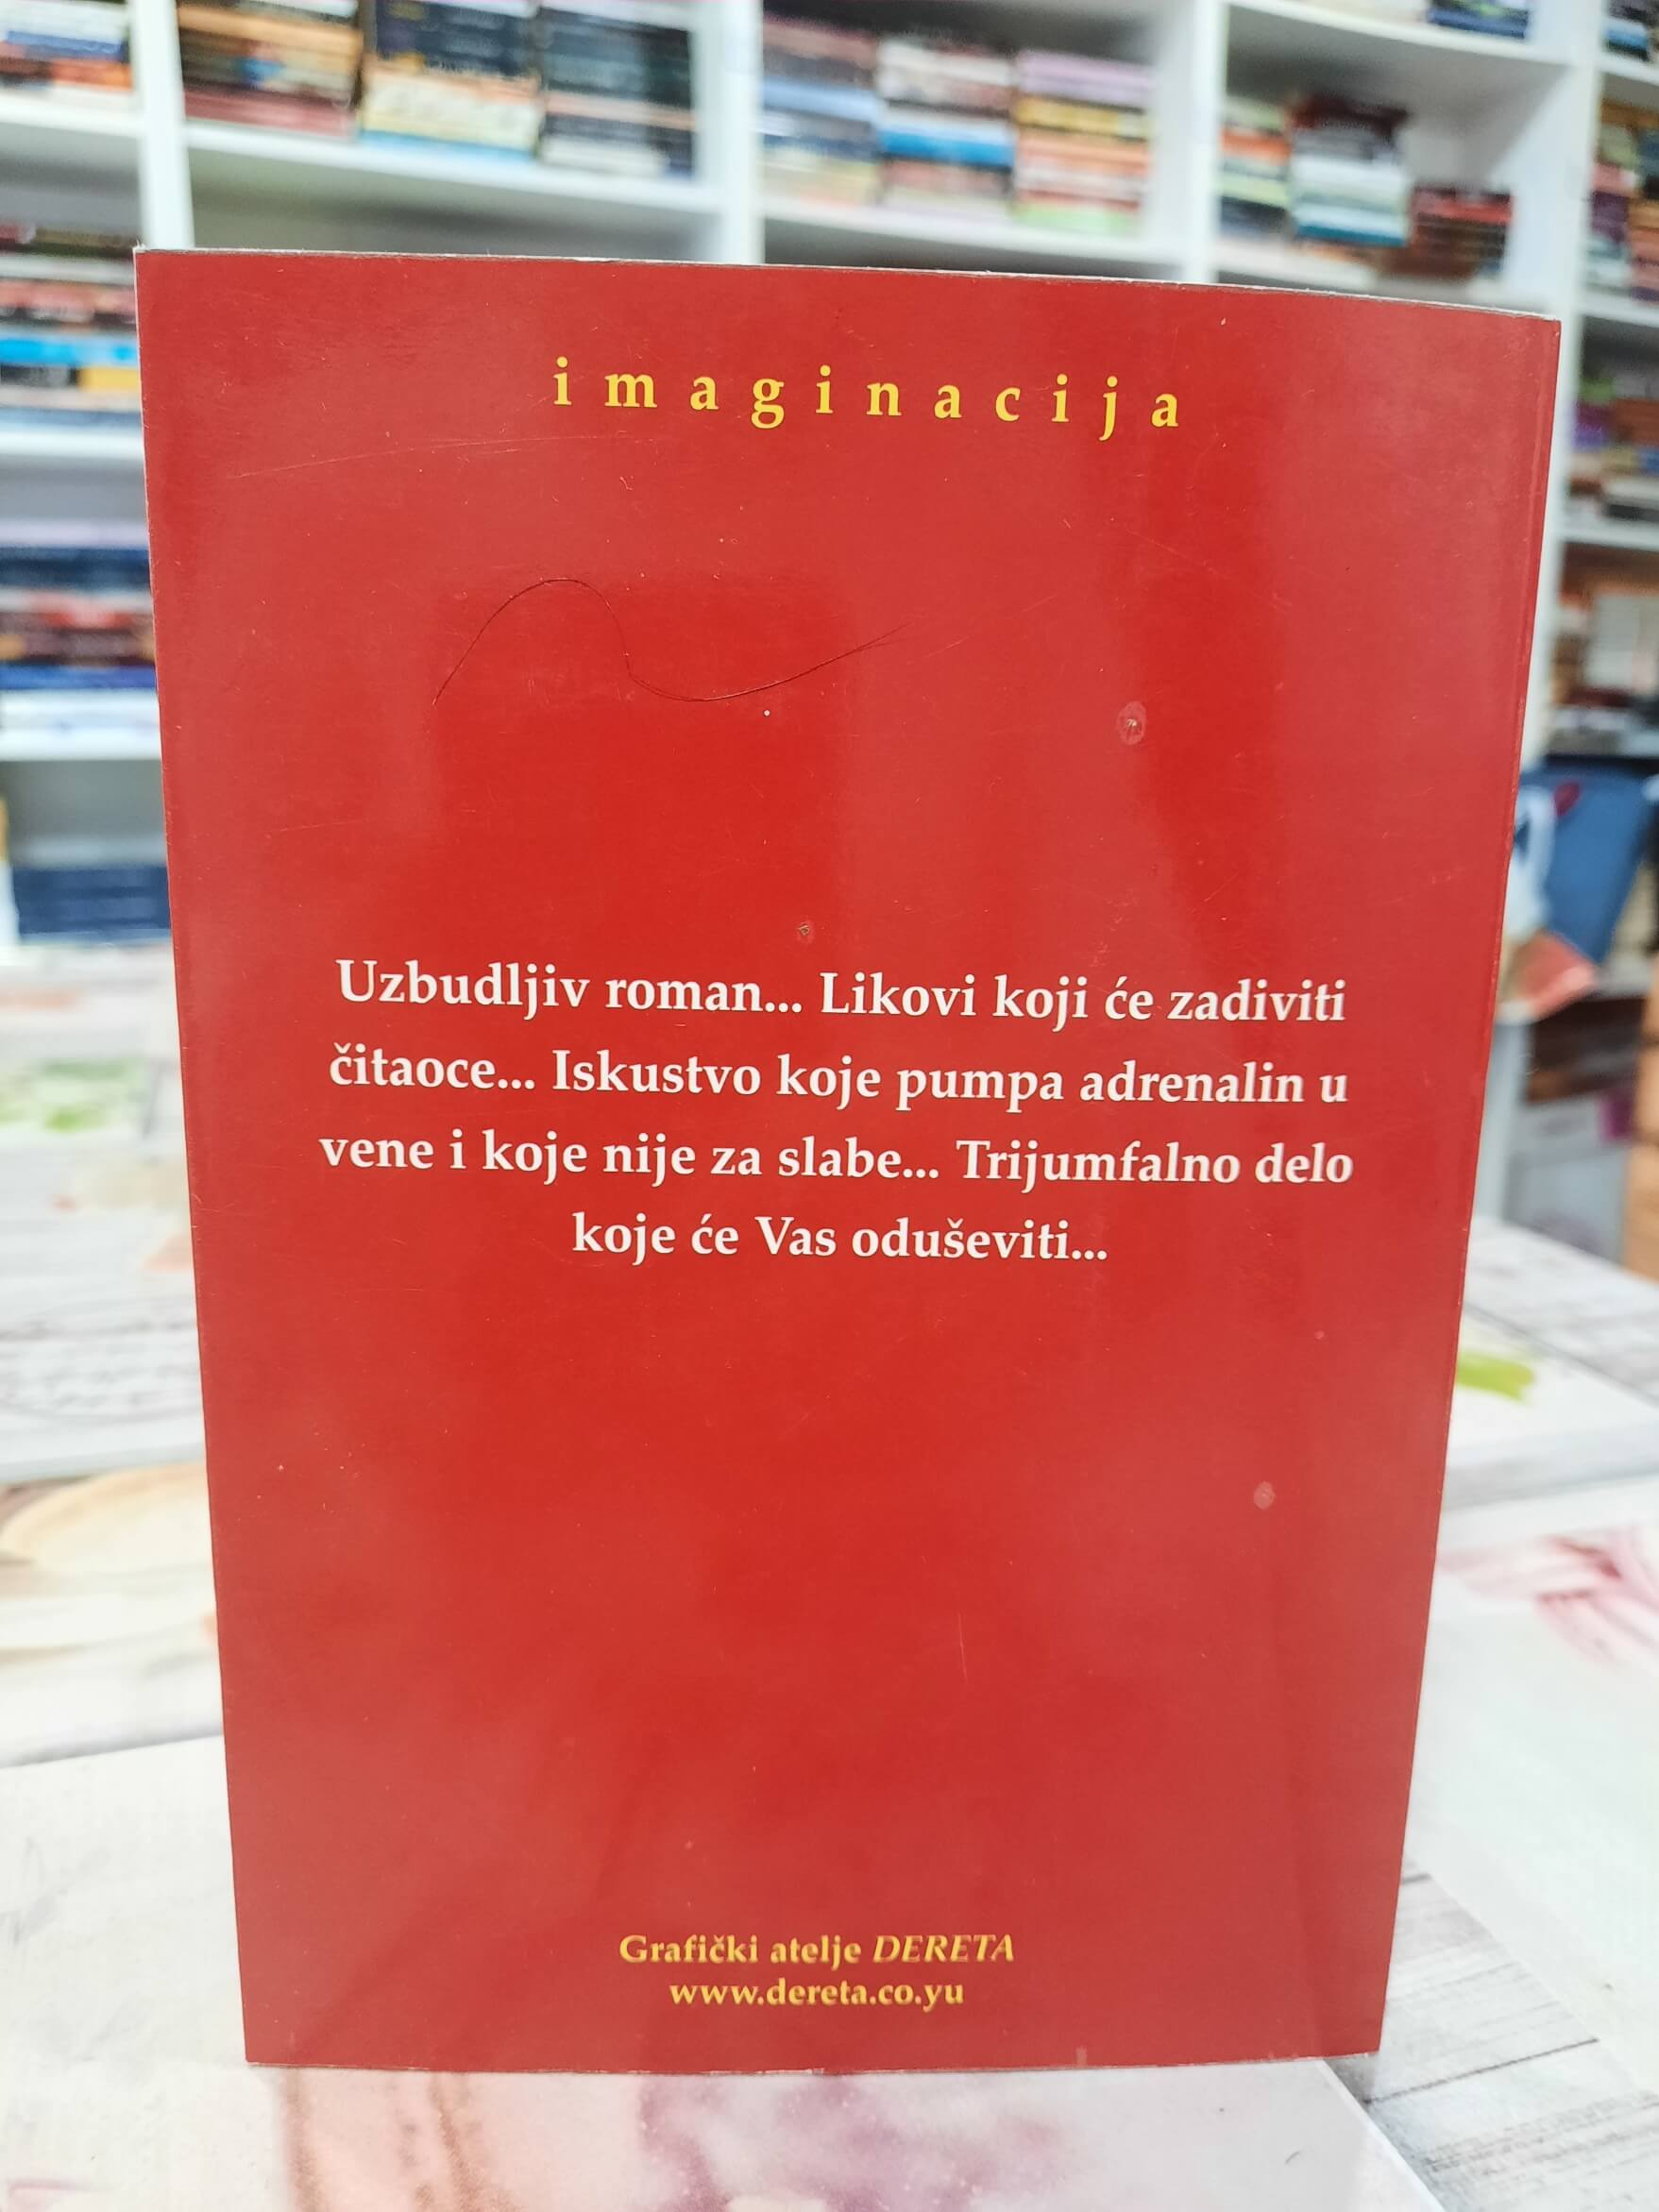 imaginacija
Uzbudljiv roman... Likovi koji će zadiviti
čitaoce... Iskustvo koje pumpa adrenalin u
vene i koje nije za slabe... Trijumfalno delo
koje će Vas oduševiti...
Grafički atelje DERETA
www.dereta.co.yu